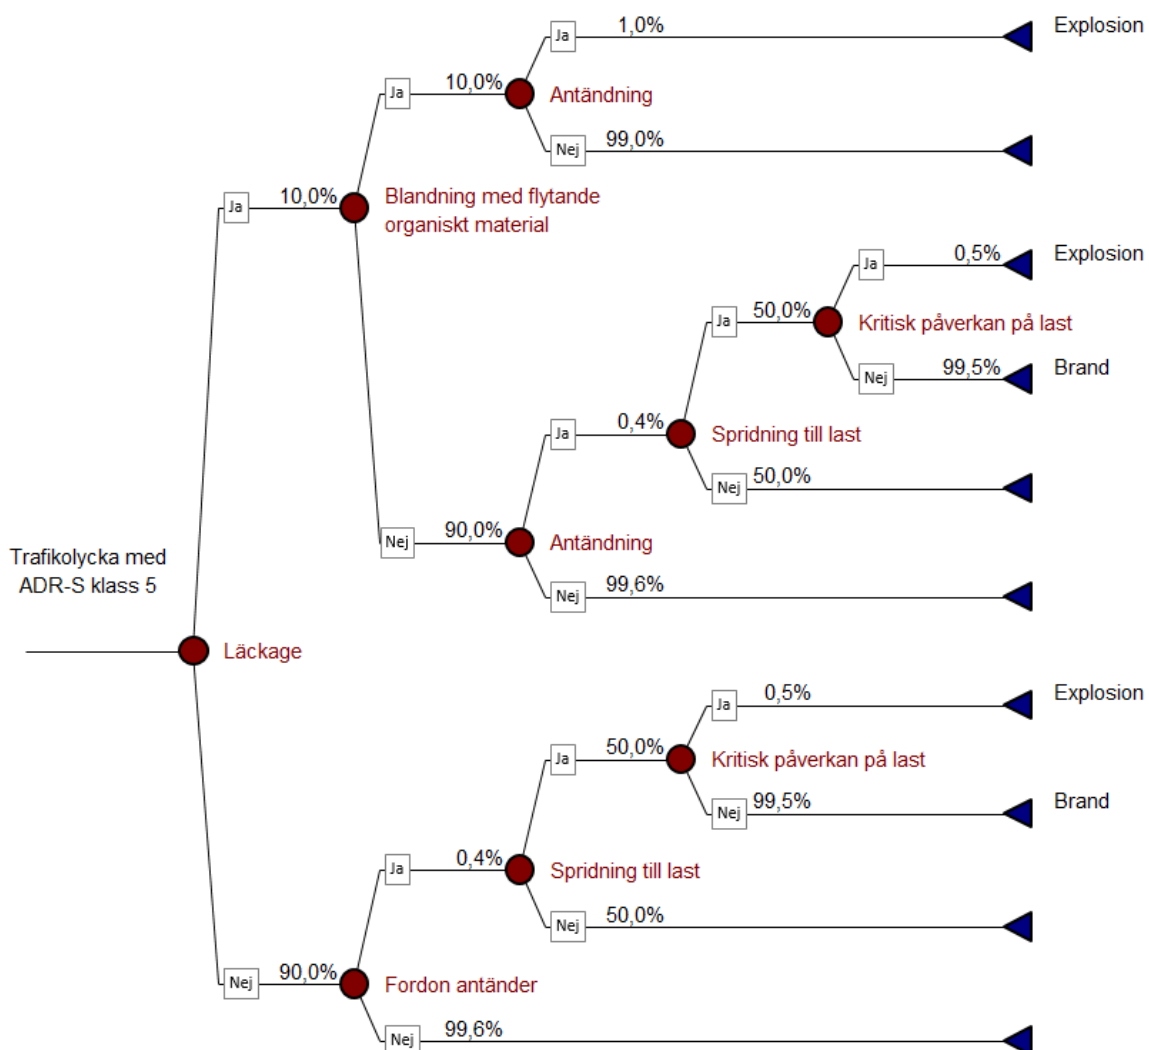 Ja
1,0%
Explosion
Ja
10,0%
Antändning
Nej
99,0%
Ja
10,0%
Blandning med flytande
organiskt material
Ja
0,5%
Explosion
Ja
50,0%
Kritisk påverkan på last
Nej
99,5%
Brand
Ja
0,4%
Spridning till last
Nej
50,0%
Nej
90,0%
Antändning
Nej
99,6%
Trafikolycka med
ADR-S klass 5
Läckage
Ja
0,5%
Explosion
Ja
50,0%
Kritisk påverkan på last
Nej
99,5%
Brand
Ja
0,4%
Spridning till last
Nej
50,0%
Nej
90,0%
Fordon antänder
Nej
99,6%